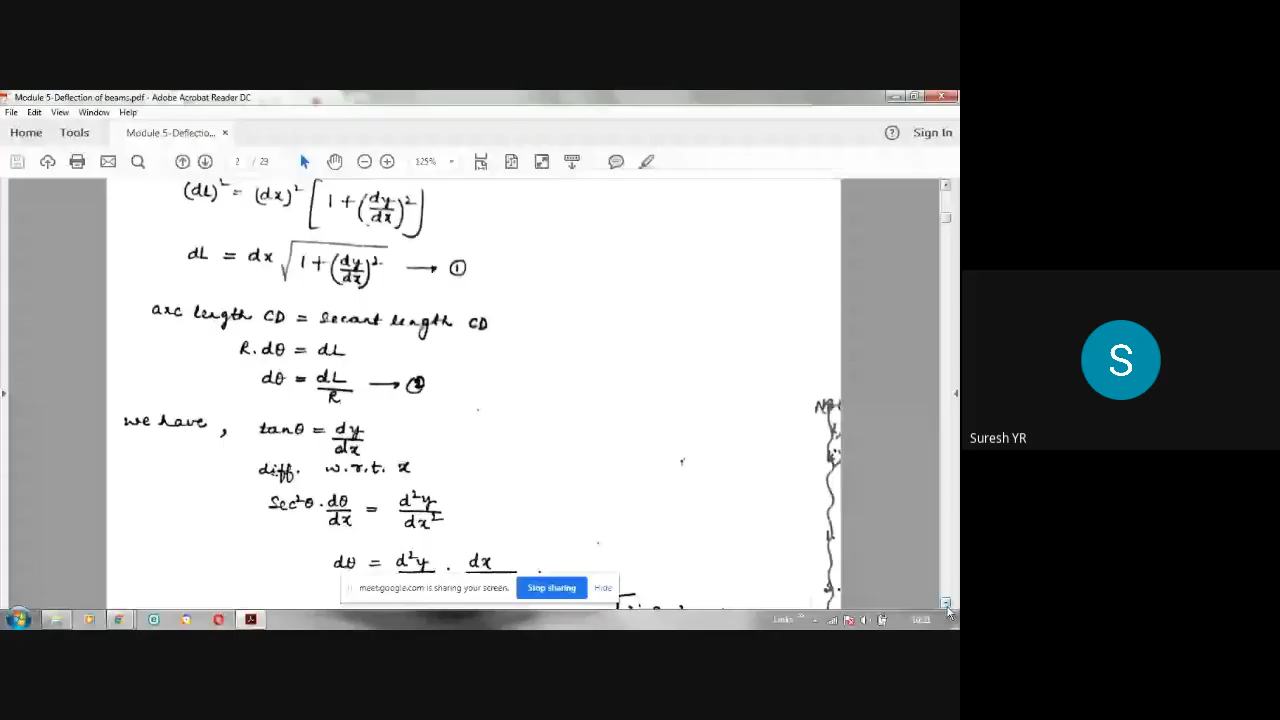 Module 5-Deflection of beams.pdf - Adobe Acrobat Reader DC
File Edit View Window Help
Home Tools Module 5-Deflectio... × ? Sign In
2 / 23 125%
(dL)² = (dx)² [1 + (dy/dx)²]
dL = dx √(1 + (dy/dx)²) → ①
arc length CD = secant length CD
R.dθ = dL
dθ = dL/R → ②
we have, tanθ = dy/dx
diff. w.r.t. x
Sec²θ . dθ/dx = d²y/dx²
dθ = d²y . dx
meet.google.com is sharing your screen. Stop sharing Hide
Links
S
Suresh YR